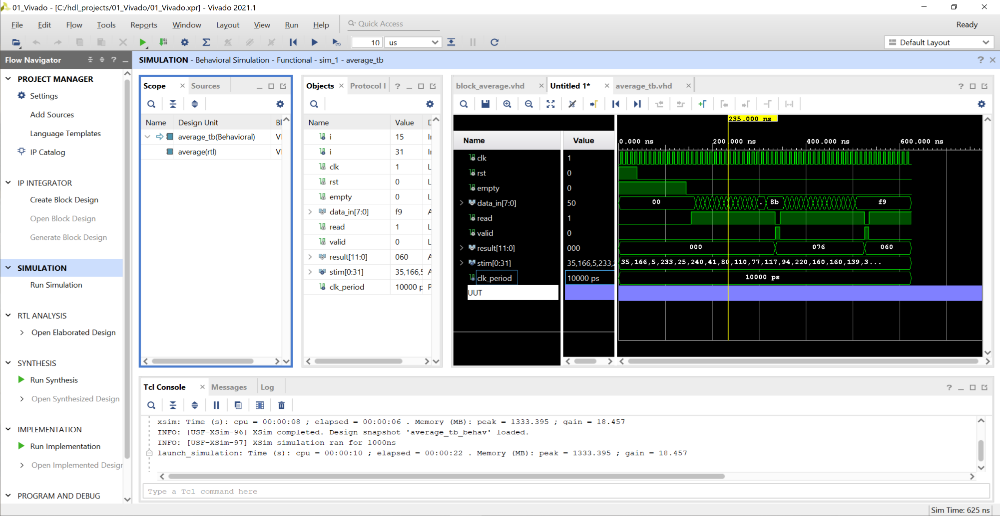 01_Vivado - [C:/hdl_projects/01_Vivado/01_Vivado.xpr] - Vivado 2021.1
File Edit Flow Tools Reports Window Layout View Run Help Quick Access Ready
10 us Default Layout
Flow Navigator
SIMULATION - Behavioral Simulation - Functional - sim_1 - average_tb
PROJECT MANAGER
Settings
Add Sources
Language Templates
IP Catalog
IP INTEGRATOR
Create Block Design
Open Block Design
Generate Block Design
SIMULATION
Run Simulation
RTL ANALYSIS
Open Elaborated Design
SYNTHESIS
Run Synthesis
Open Synthesized Design
IMPLEMENTATION
Run Implementation
Open Implemented Desigr
PROGRAM AND DEBUG
Scope Sources
Name Design Unit Bl
average_tb(Behavioral) VI
average(rtl) VI
Objects Protocol I
Name Value D
i 15 In
i 31 In
clk 1 L
rst 0 L
empty 0 L
data_in[7:0] f9 A
read 1 L
valid 0 L
result[11:0] 060 A
stim[0:31] 35,166,5 A
clk_period 10000 p P
block_average.vhd Untitled 1* average_tb.vhd
235.000 ns
Name Value 0.000 ns 200.000 ns 400.000 ns 600.000 ns
clk 1
rst 0
empty 0
data_in[7:0] 50 00 8b f9
read 1
valid 0
result[11:0] 000 000 076 060
stim[0:31] 35,166,5,233,2 35,166,5,233,25,240,41,80,110,77,117,94,220,160,160,139,3...
clk_period 10000 ps 10000 ps
UUT
Tcl Console Messages Log
xsim: Time (s): cpu = 00:00:08 ; elapsed = 00:00:06 . Memory (MB): peak = 1333.395 ; gain = 18.457
INFO: [USF-XSim-96] XSim completed. Design snapshot 'average_tb_behav' loaded.
INFO: [USF-XSim-97] XSim simulation ran for 1000ns
launch_simulation: Time (s): cpu = 00:00:10 ; elapsed = 00:00:22 . Memory (MB): peak = 1333.395 ; gain = 18.457
Type a Tcl command here
Sim Time: 625 ns